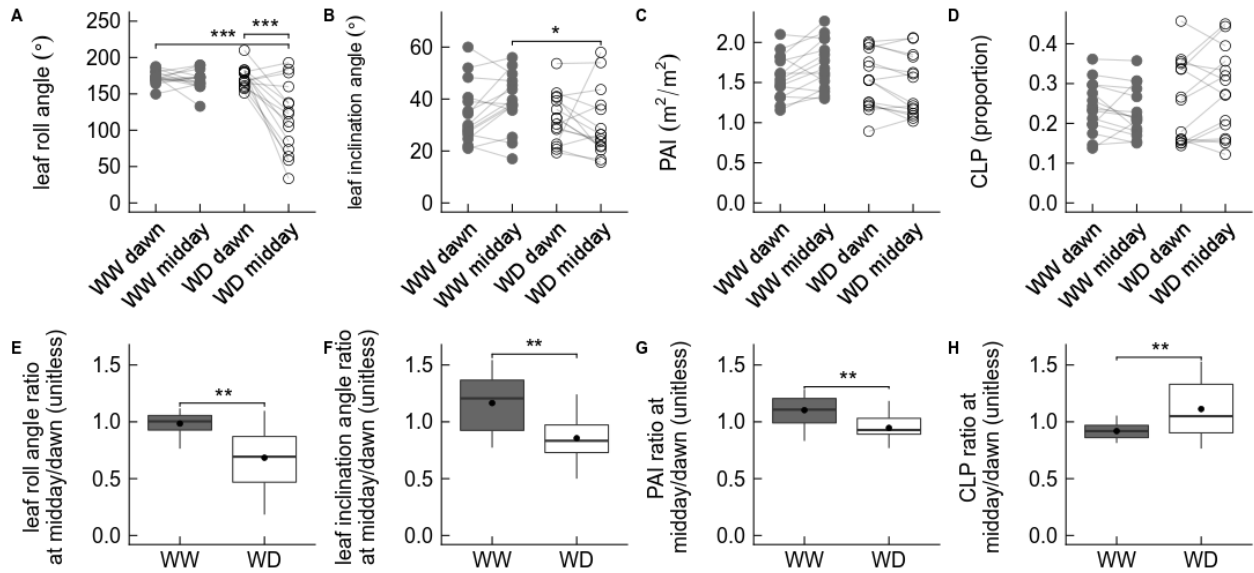 A
leaf roll angle (°)
250
200
150
100
50
0
***
***
WW dawn
WW midday
WD dawn
WD midday
B
leaf inclination angle (°)
60
40
20
0
*
WW dawn
WW midday
WD dawn
WD midday
C
PAI (m²/m²)
2.0
1.5
1.0
0.5
0.0
WW dawn
WW midday
WD dawn
WD midday
D
CLP (proportion)
0.4
0.3
0.2
0.1
0.0
WW dawn
WW midday
WD dawn
WD midday
E
leaf roll angle ratio
at midday/dawn (unitless)
1.5
1.0
0.5
0.0
**
WW
WD
F
leaf inclination angle ratio
at midday/dawn (unitless)
1.5
1.0
0.5
0.0
**
WW
WD
G
PAI ratio at
midday/dawn (unitless)
1.5
1.0
0.5
0.0
**
WW
WD
H
CLP ratio at
midday/dawn (unitless)
1.5
1.0
0.5
0.0
**
WW
WD